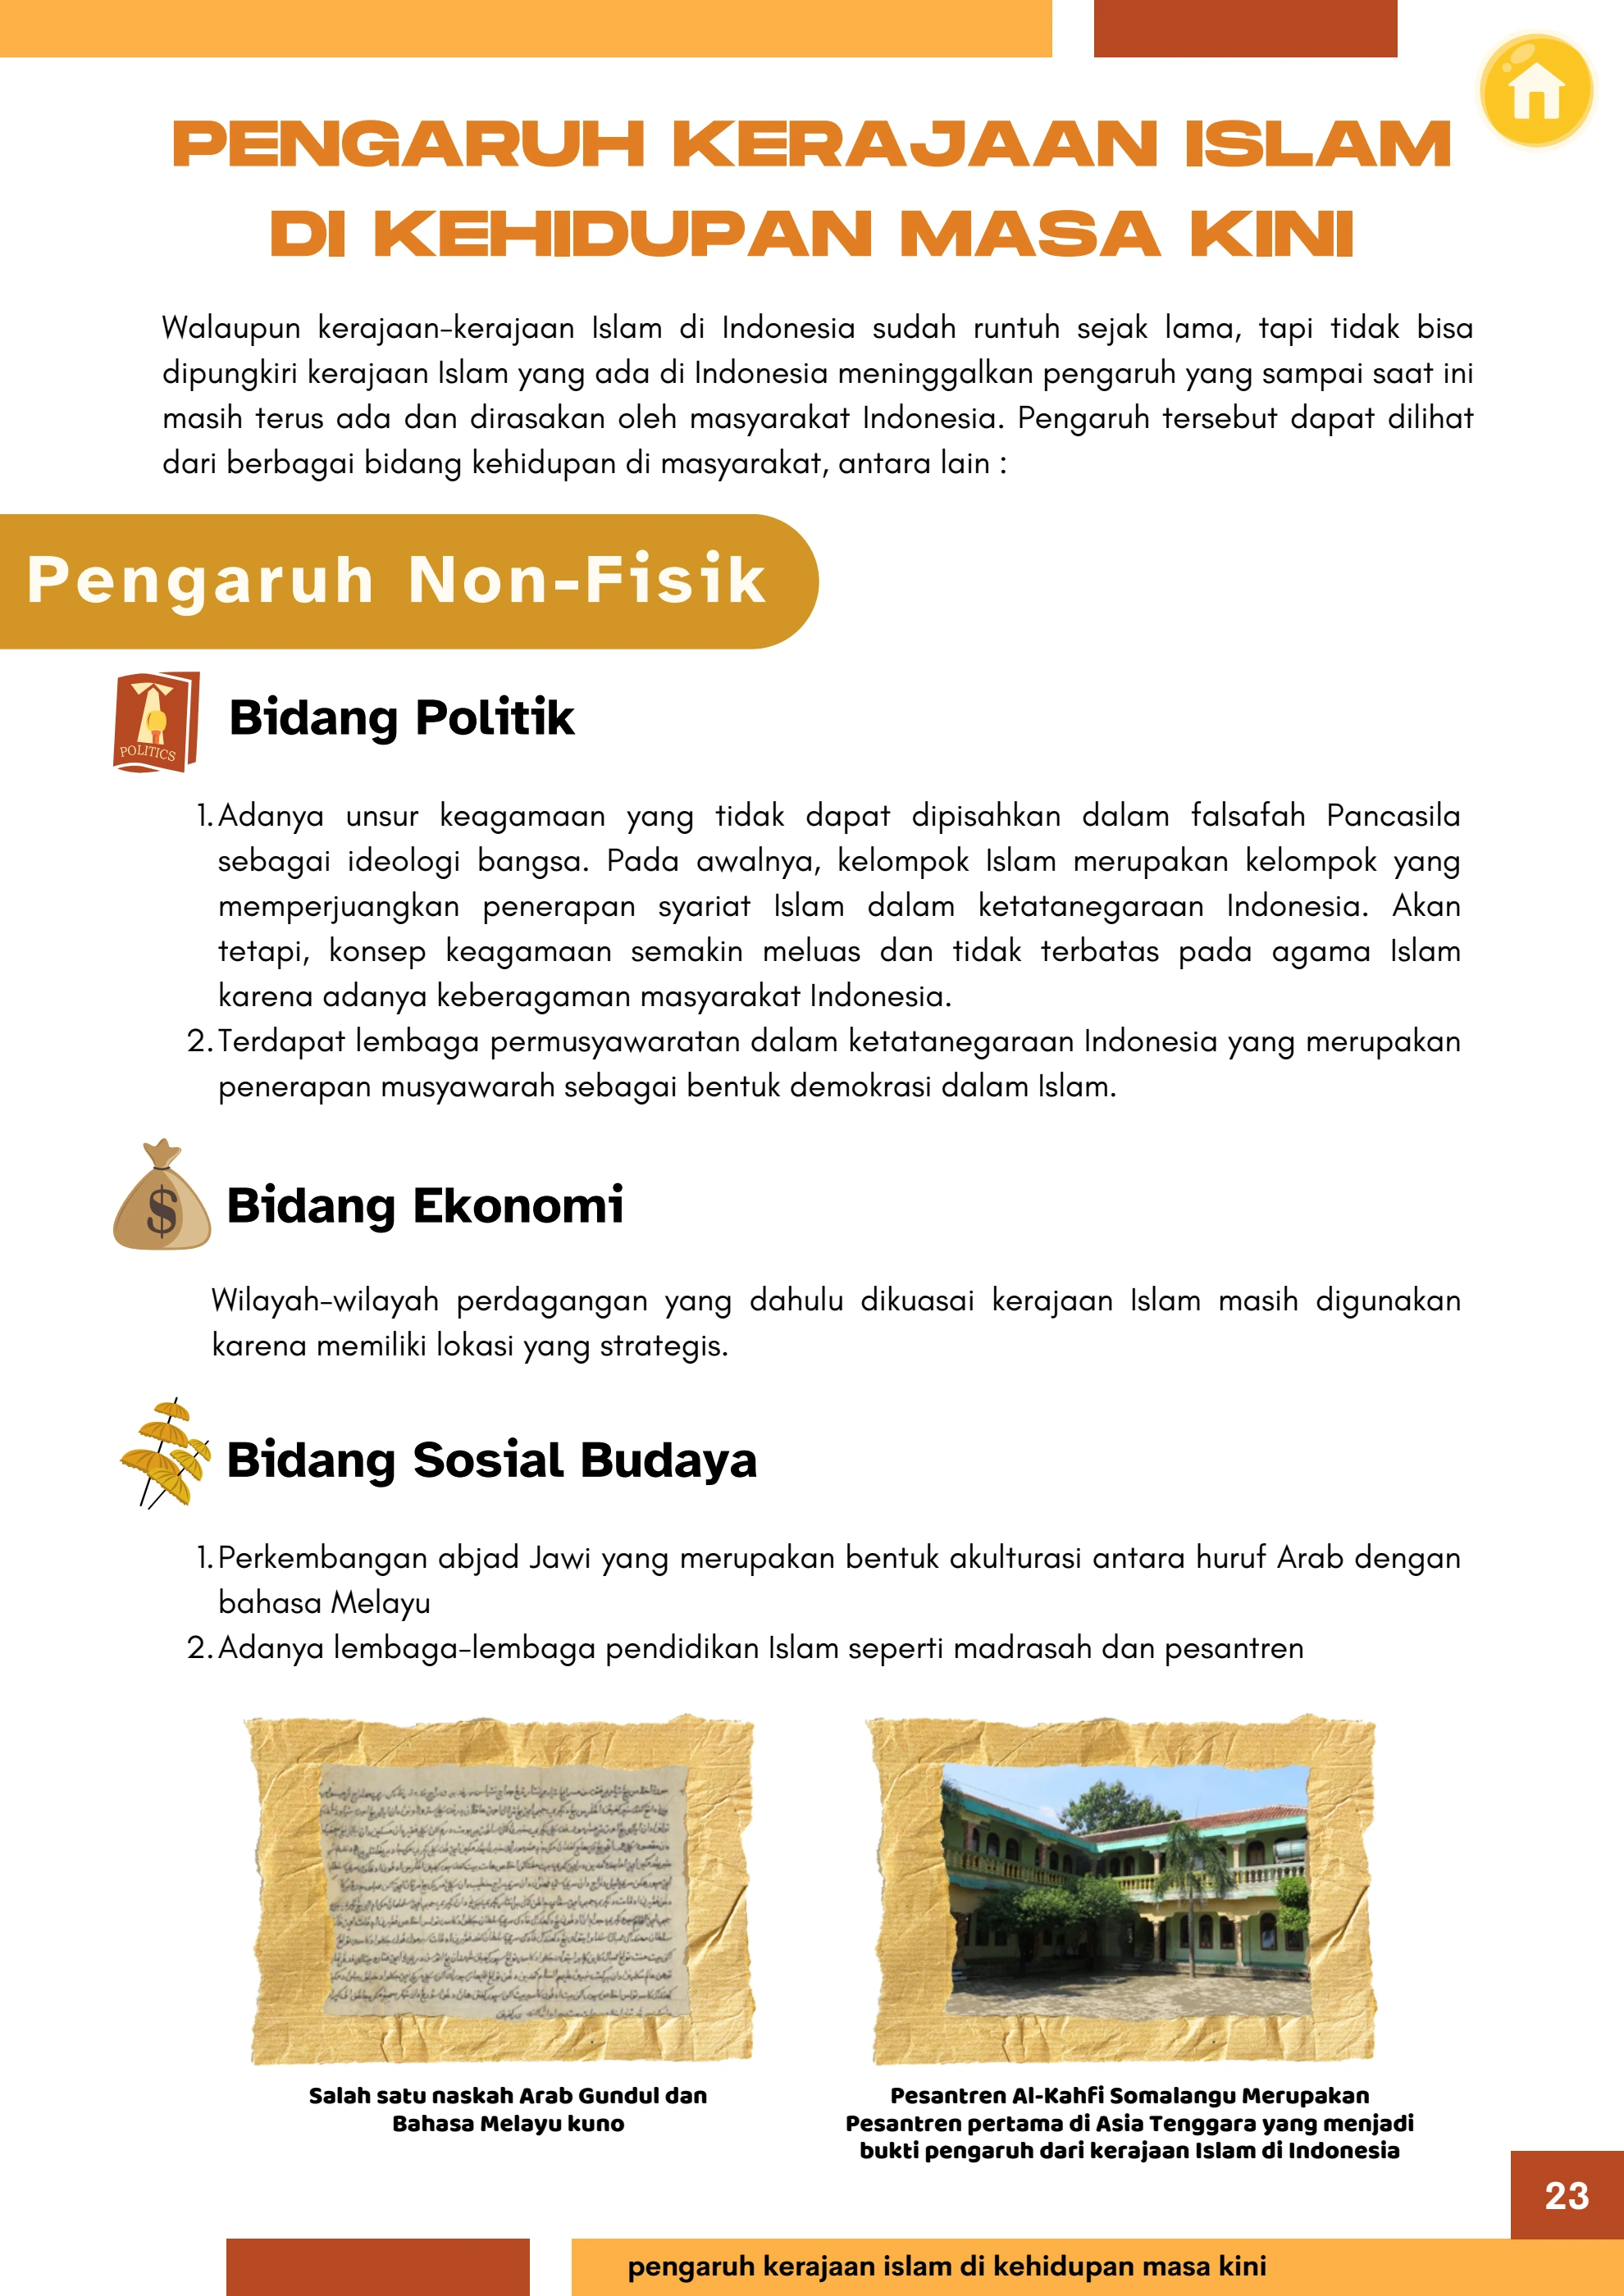 PENGARUH KERAJAAN ISLAM
DI KEHIDUPAN MASA KINI
Walaupun kerajaan-kerajaan Islam di Indonesia sudah runtuh sejak lama, tapi tidak bisa
dipungkiri kerajaan Islam yang ada di Indonesia meninggalkan pengaruh yang sampai saat ini
masih terus ada dan dirasakan oleh masyarakat Indonesia. Pengaruh tersebut dapat dilihat
dari berbagai bidang kehidupan di masyarakat, antara lain :
Pengaruh Non-Fisik
POLITICS
Bidang Politik
1. Adanya unsur keagamaan yang tidak dapat dipisahkan dalam falsafah Pancasila
sebagai ideologi bangsa. Pada awalnya, kelompok Islam merupakan kelompok yang
memperjuangkan penerapan syariat Islam dalam ketatanegaraan Indonesia. Akan
tetapi, konsep keagamaan semakin meluas dan tidak terbatas pada agama Islam
karena adanya keberagaman masyarakat Indonesia.
2. Terdapat lembaga permusyawaratan dalam ketatanegaraan Indonesia yang merupakan
penerapan musyawarah sebagai bentuk demokrasi dalam Islam.
$
Bidang Ekonomi
Wilayah-wilayah perdagangan yang dahulu dikuasai kerajaan Islam masih digunakan
karena memiliki lokasi yang strategis.
Bidang Sosial Budaya
1. Perkembangan abjad Jawi yang merupakan bentuk akulturasi antara huruf Arab dengan
bahasa Melayu
2. Adanya lembaga-lembaga pendidikan Islam seperti madrasah dan pesantren
Salah satu naskah Arab Gundul dan
Bahasa Melayu kuno
Pesantren Al-Kahfi Somalangu Merupakan
Pesantren pertama di Asia Tenggara yang menjadi
bukti pengaruh dari kerajaan Islam di Indonesia
23
pengaruh kerajaan islam di kehidupan masa kini